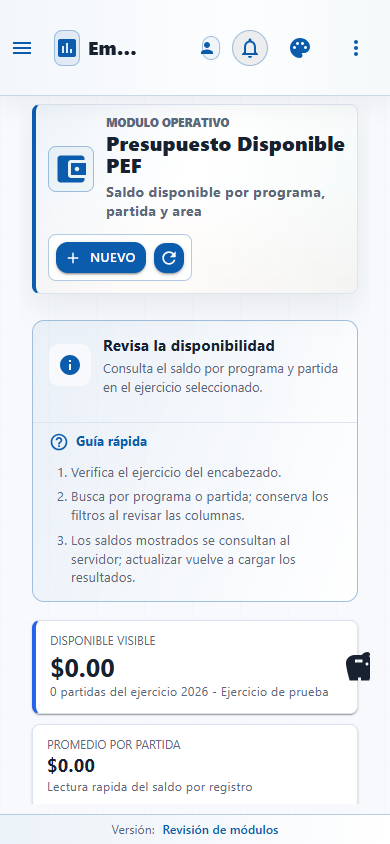 Em...
MODULO OPERATIVO
Presupuesto Disponible
PEF
Saldo disponible por programa,
partida y area
NUEVO
Revisa la disponibilidad
Consulta el saldo por programa y partida
en el ejercicio seleccionado.
Guía rápida
1. Verifica el ejercicio del encabezado.
2. Busca por programa o partida; conserva los
filtros al revisar las columnas.
3. Los saldos mostrados se consultan al
servidor; actualizar vuelve a cargar los
resultados.
DISPONIBLE VISIBLE
$0.00
0 partidas del ejercicio 2026 - Ejercicio de prueba
PROMEDIO POR PARTIDA
$0.00
Lectura rapida del saldo por registro
Versión: Revisión de módulos